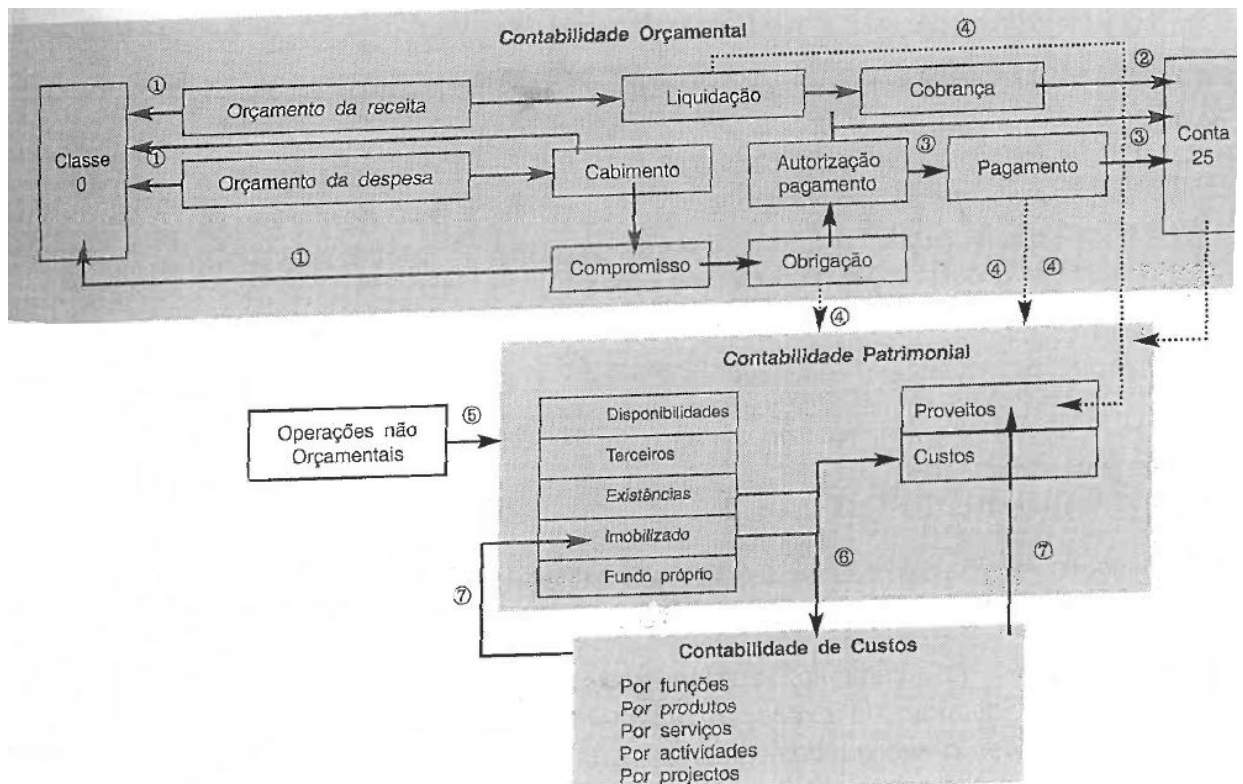 Contabilidade Orçamental
④
①
②
Orçamento da receita
Liquidação
Cobrança
Classe
0
①
③
③
Conta
25
Orçamento da despesa
Cabimento
Autorização
pagamento
Pagamento
①
Compromisso
Obrigação
④
④
④
Contabilidade Patrimonial
Operações não
Orçamentais
⑤
Disponibilidades
Terceiros
Existências
Imobilizado
Fundo próprio
Proveitos
Custos
⑦
⑥
⑦
Contabilidade de Custos
Por funções
Por produtos
Por serviços
Por actividades
Por projectos